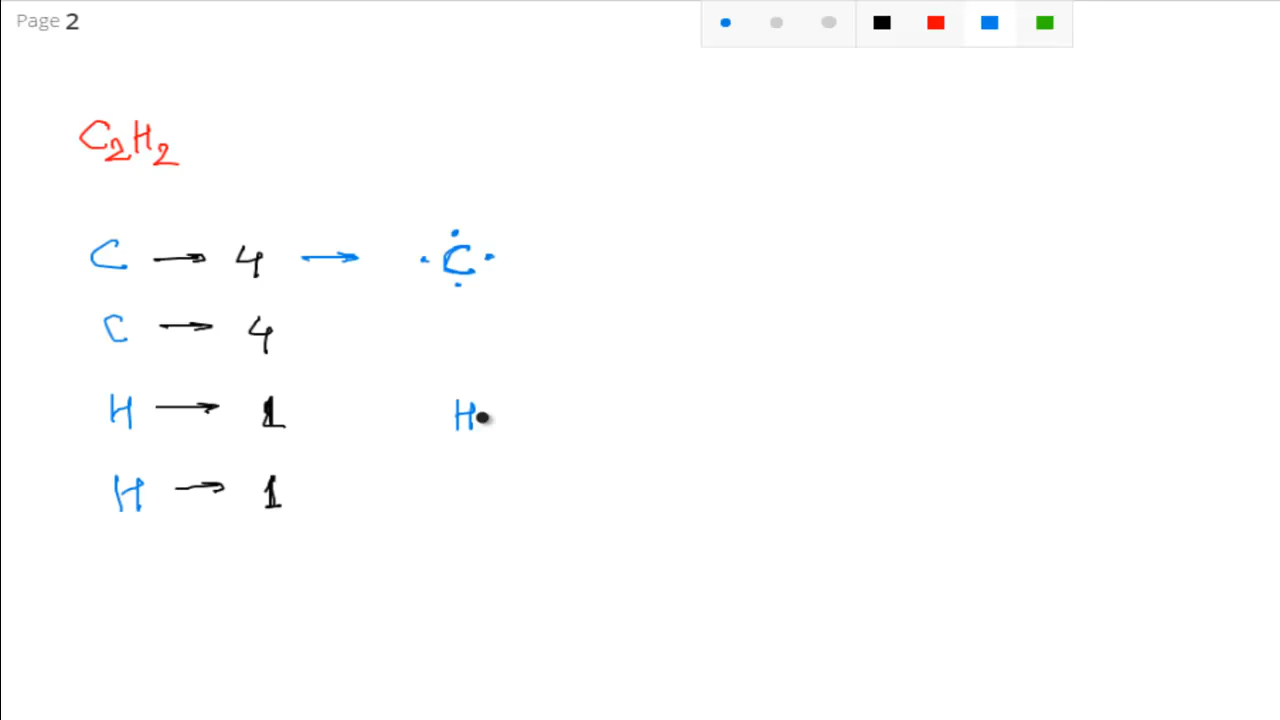 Page 2
C2H2
C → 4 → ·C·
C → 4
H → 1 H
H → 1